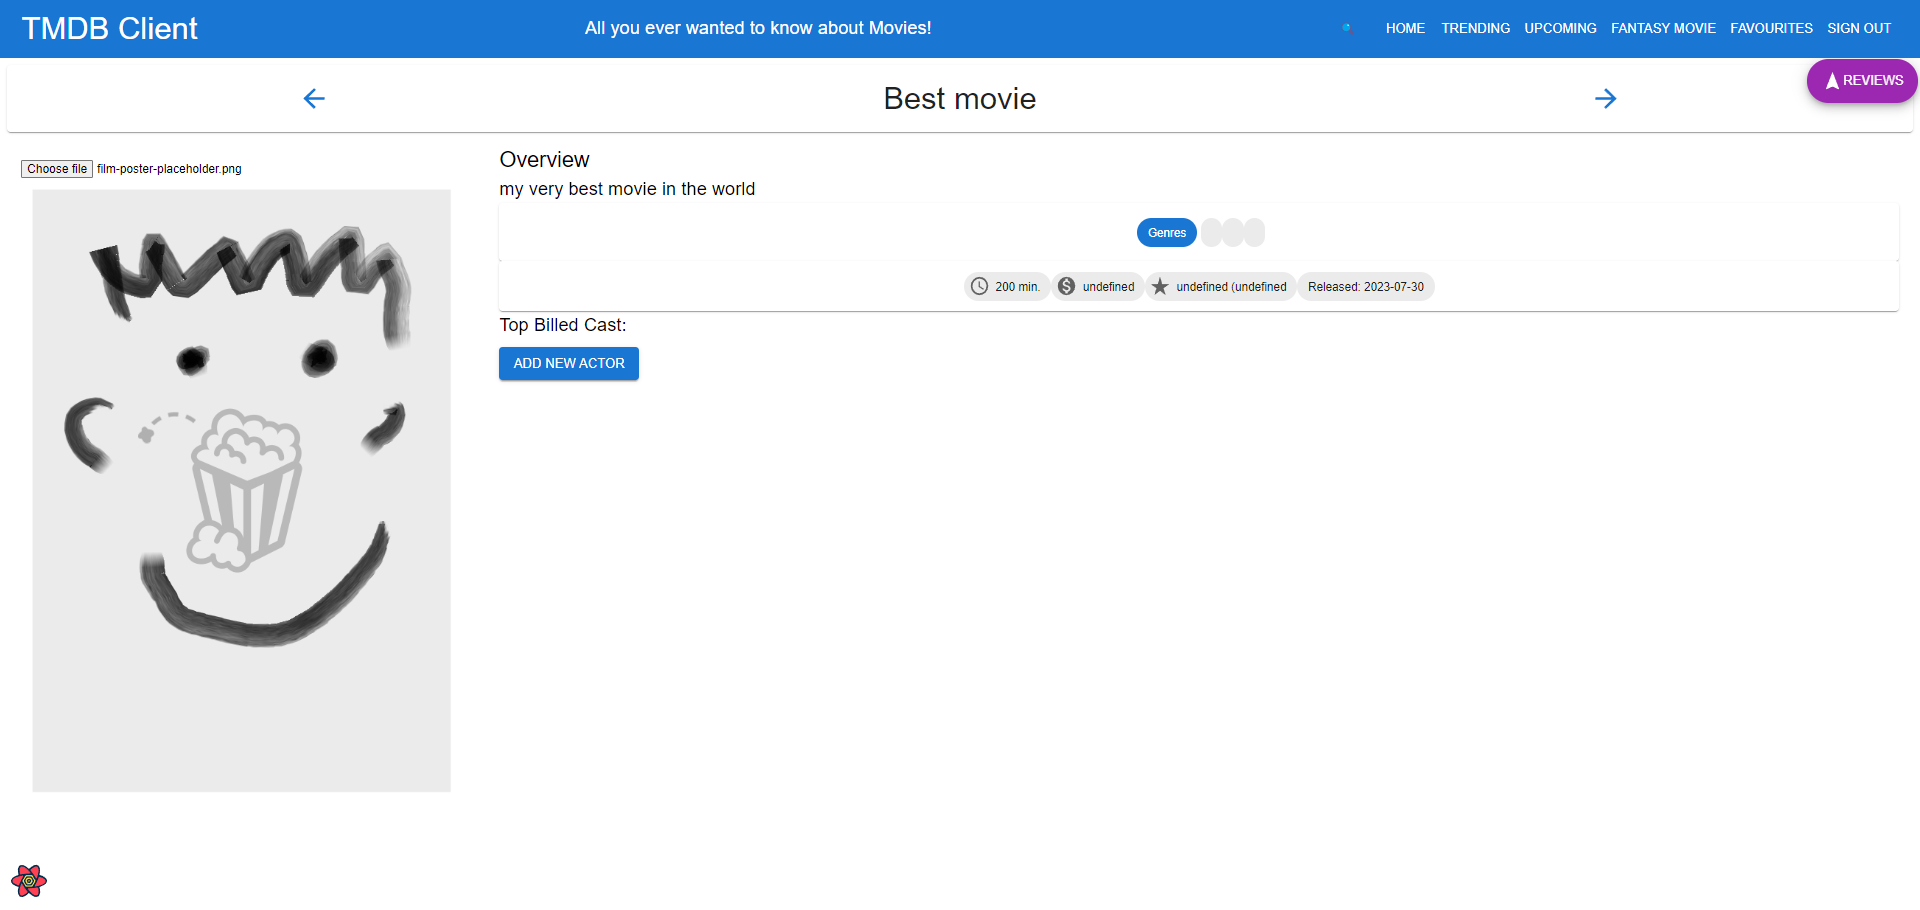 TMDB Client
All you ever wanted to know about Movies!
HOME TRENDING UPCOMING FANTASY MOVIE FAVOURITES SIGN OUT
REVIEWS
Best movie
Choose file film-poster-placeholder.png
Overview
my very best movie in the world
Genres
200 min. undefined undefined (undefined Released: 2023-07-30
Top Billed Cast:
ADD NEW ACTOR